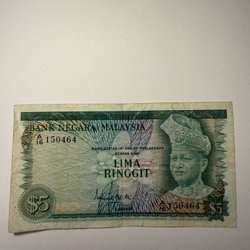 BANK NEGARA MALAYSIA
A/16 150464
LIMA
RINGGIT
A/16 150464
$5
$5